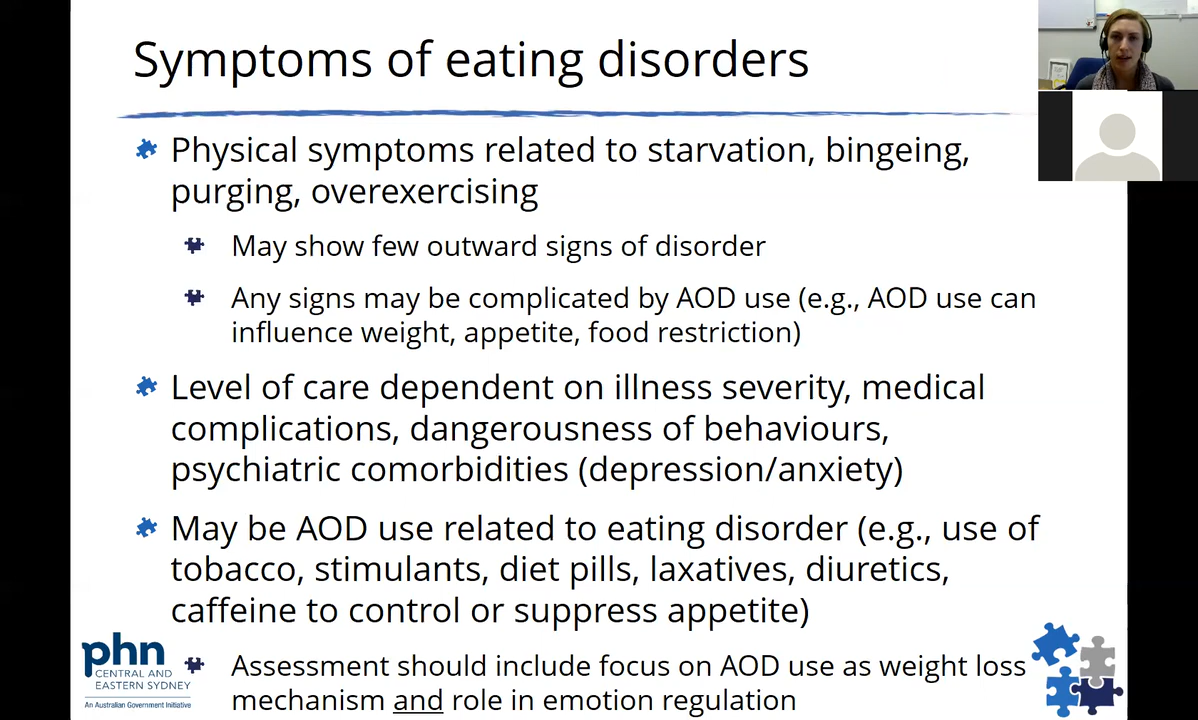 Symptoms of eating disorders
Physical symptoms related to starvation, bingeing,
purging, overexercising
May show few outward signs of disorder
Any signs may be complicated by AOD use (e.g., AOD use can
influence weight, appetite, food restriction)
Level of care dependent on illness severity, medical
complications, dangerousness of behaviours,
psychiatric comorbidities (depression/anxiety)
May be AOD use related to eating disorder (e.g., use of
tobacco, stimulants, diet pills, laxatives, diuretics,
caffeine to control or suppress appetite)
Assessment should include focus on AOD use as weight loss
mechanism and role in emotion regulation
phn
CENTRAL AND
EASTERN SYDNEY
An Australian Government Initiative